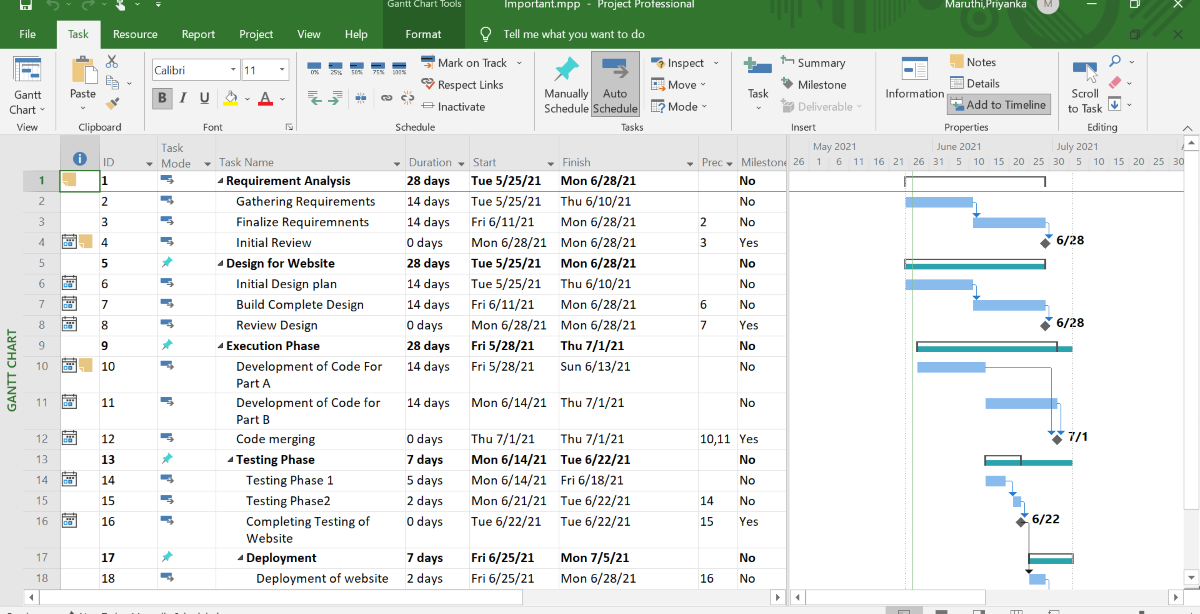 Gantt Chart Tools Important.mpp - Project Professional Maruthi,Priyanka M
File Task Resource Report Project View Help Format Tell me what you want to do
Gantt Chart
View
Paste
Clipboard
Calibri 11
B I U A
Font
0% 25% 50% 75% 100%
Mark on Track
Respect Links
Inactivate
Schedule
Manually Schedule
Auto Schedule
Inspect
Move
Mode
Tasks
Task
Summary
Milestone
Deliverable
Insert
Information
Notes
Details
Add to Timeline
Properties
Scroll to Task
Editing
GANTT CHART
ID Task Mode Task Name Duration Start Finish Prec Milestone
May 2021 June 2021 July 2021
26 1 6 11 16 21 26 31 5 10 15 20 25 30 5 10 15 20 25 30
1 1 Requirement Analysis 28 days Tue 5/25/21 Mon 6/28/21 No
2 2 Gathering Requirements 14 days Tue 5/25/21 Thu 6/10/21 No
3 3 Finalize Requiremnents 14 days Fri 6/11/21 Mon 6/28/21 2 No
4 4 Initial Review 0 days Mon 6/28/21 Mon 6/28/21 3 Yes 6/28
5 5 Design for Website 28 days Tue 5/25/21 Mon 6/28/21 No
6 6 Initial Design plan 14 days Tue 5/25/21 Thu 6/10/21 No
7 7 Build Complete Design 14 days Fri 6/11/21 Mon 6/28/21 6 No
8 8 Review Design 0 days Mon 6/28/21 Mon 6/28/21 7 Yes 6/28
9 9 Execution Phase 28 days Fri 5/28/21 Thu 7/1/21 No
10 10 Development of Code For 14 days Fri 5/28/21 Sun 6/13/21 No
Part A
11 11 Development of Code for 14 days Mon 6/14/21 Thu 7/1/21 No
Part B
12 12 Code merging 0 days Thu 7/1/21 Thu 7/1/21 10,11 Yes 7/1
13 13 Testing Phase 7 days Mon 6/14/21 Tue 6/22/21 No
14 14 Testing Phase 1 5 days Mon 6/14/21 Fri 6/18/21 No
15 15 Testing Phase2 2 days Mon 6/21/21 Tue 6/22/21 14 No
16 16 Completing Testing of 0 days Tue 6/22/21 Tue 6/22/21 15 Yes 6/22
Website
17 17 Deployment 7 days Fri 6/25/21 Mon 7/5/21 No
18 18 Deployment of website 2 days Fri 6/25/21 Mon 6/28/21 16 No